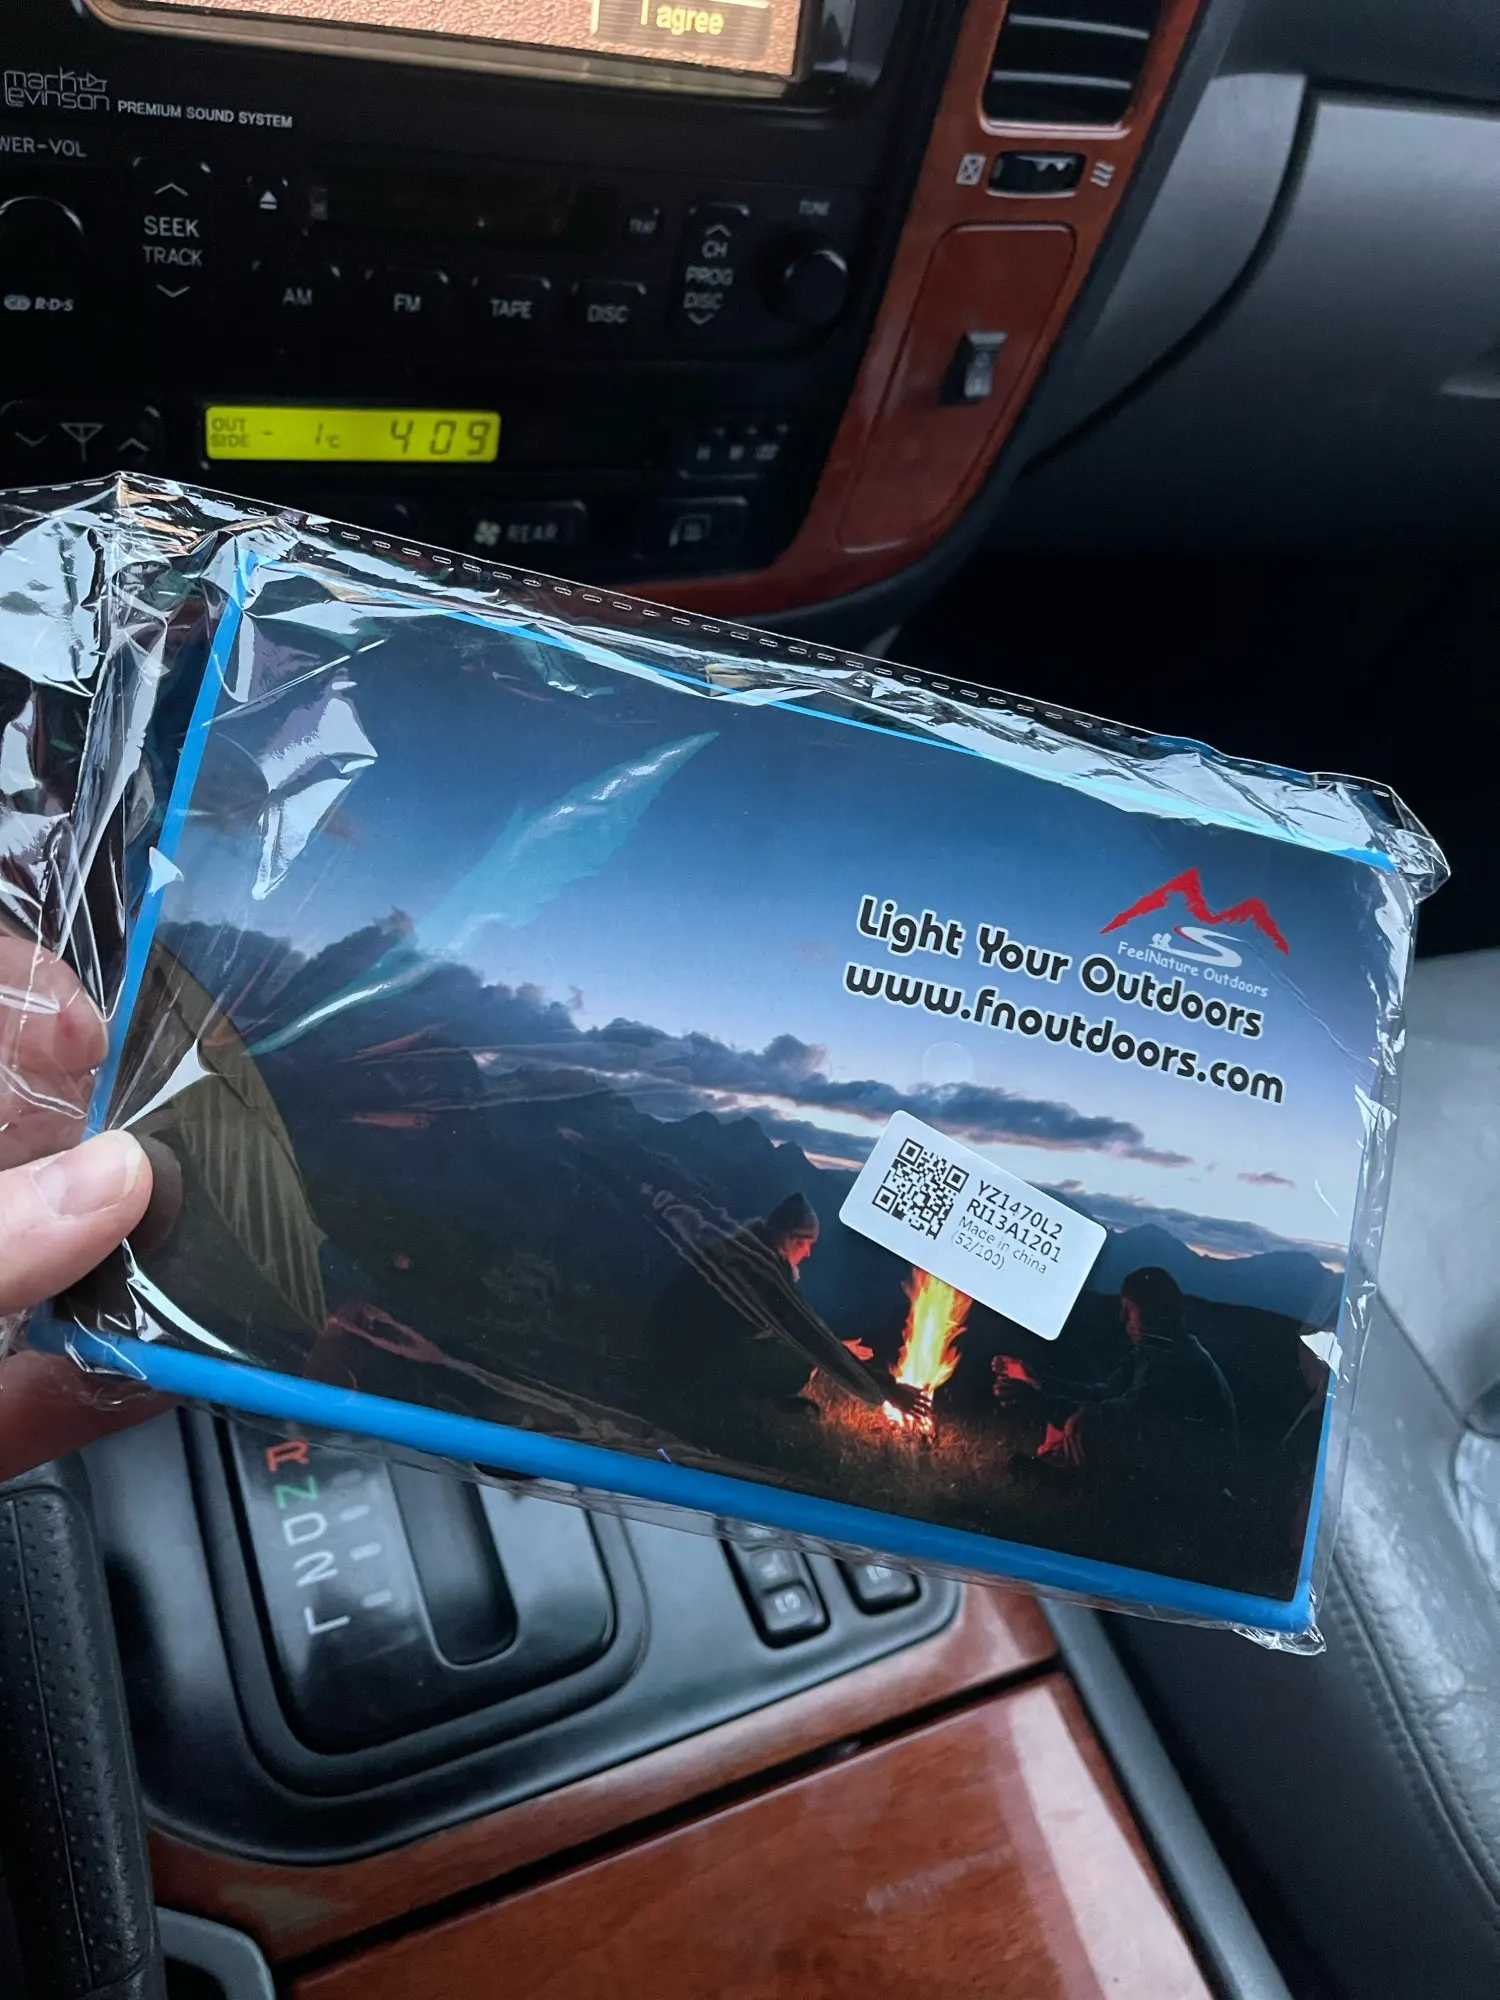 I agree
mark
levinson PREMIUM SOUND SYSTEM
WER-VOL
SEEK
TRACK
TUNE
CH
PROG
DISC
R·D·S
AM FM TAPE DISC
OUT
SIDE -1°C 409
REAR
FeelNature Outdoors
Light Your Outdoors
www.fnoutdoors.com
YZ1470L2
RI13A1201
Made in china
(52/100)
R
N
D
2
L